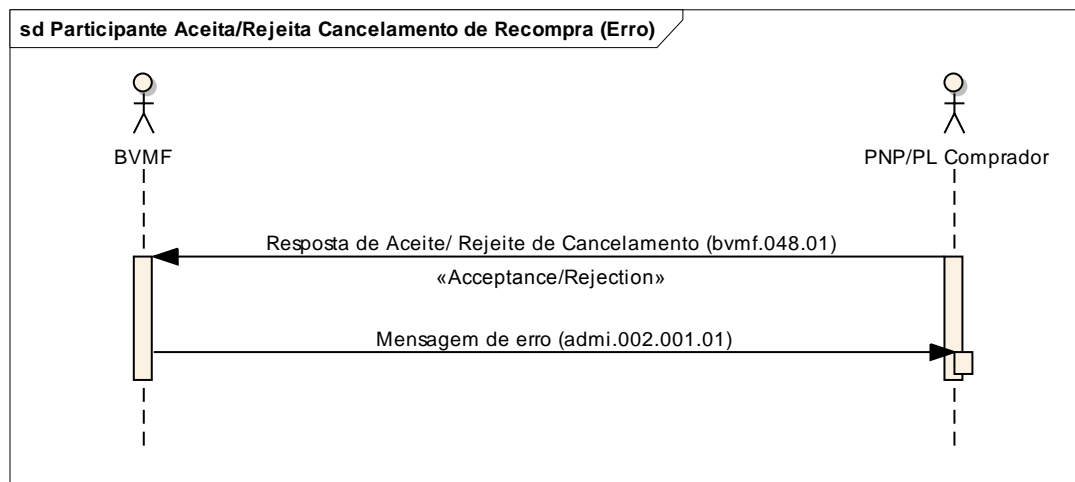 sd Participante Aceita/Rejeita Cancelamento de Recompra (Erro)
BVMF
PNP/PL Comprador
Resposta de Aceite/ Rejeite de Cancelamento (bvmf.048.01)
«Acceptance/Rejection»
Mensagem de erro (admi.002.001.01)